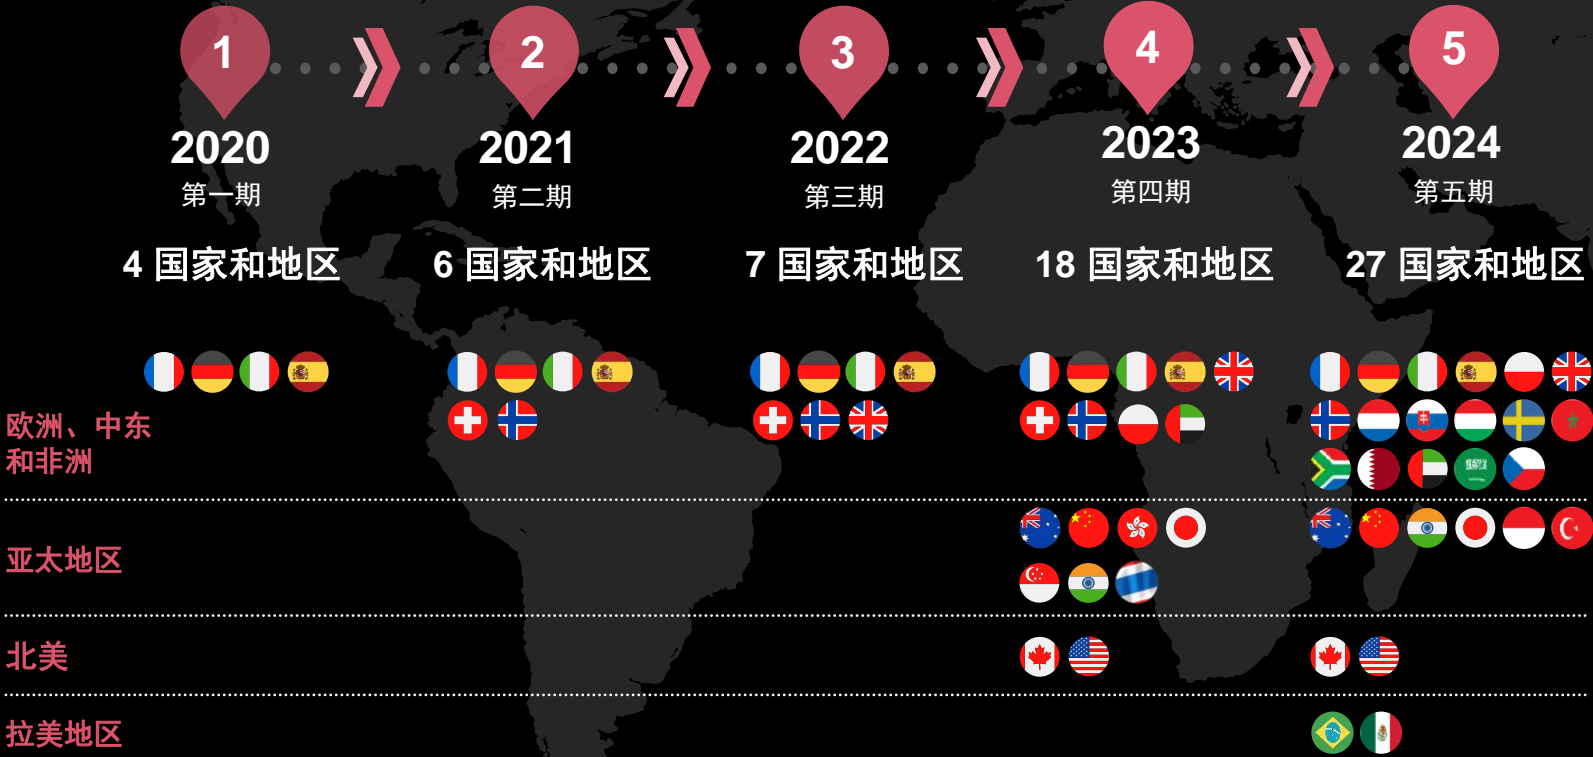 1
2
3
4
5
2020
2021
2022
2023
2024
第一期
第二期
第三期
第四期
第五期
4 国家和地区
6 国家和地区
7 国家和地区
18 国家和地区
27 国家和地区
欧洲、中东
和非洲
亚太地区
北美
拉美地区